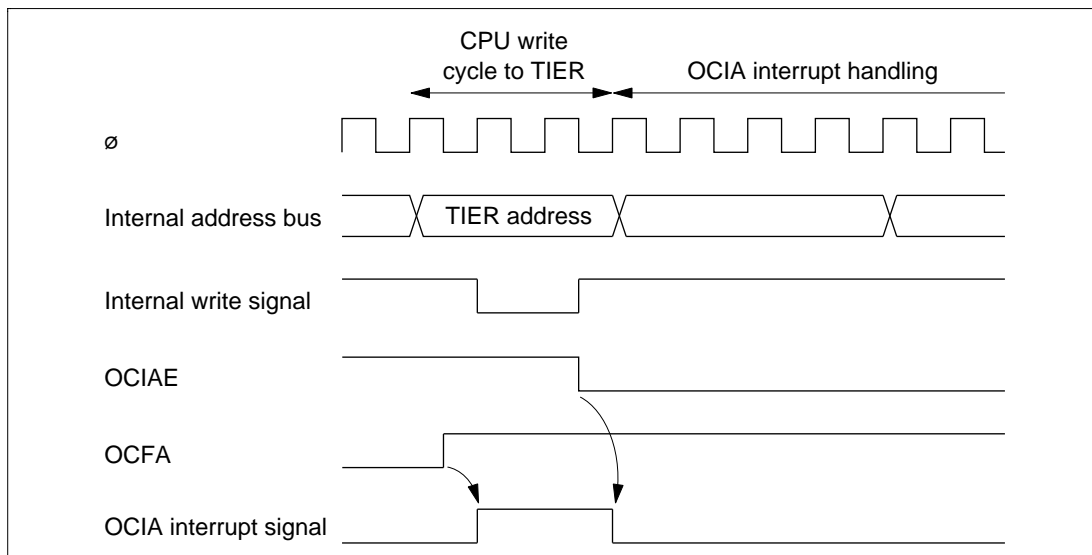 CPU write
cycle to TIER
OCIA interrupt handling
ø
Internal address bus
TIER address
Internal write signal
OCIAE
OCFA
OCIA interrupt signal